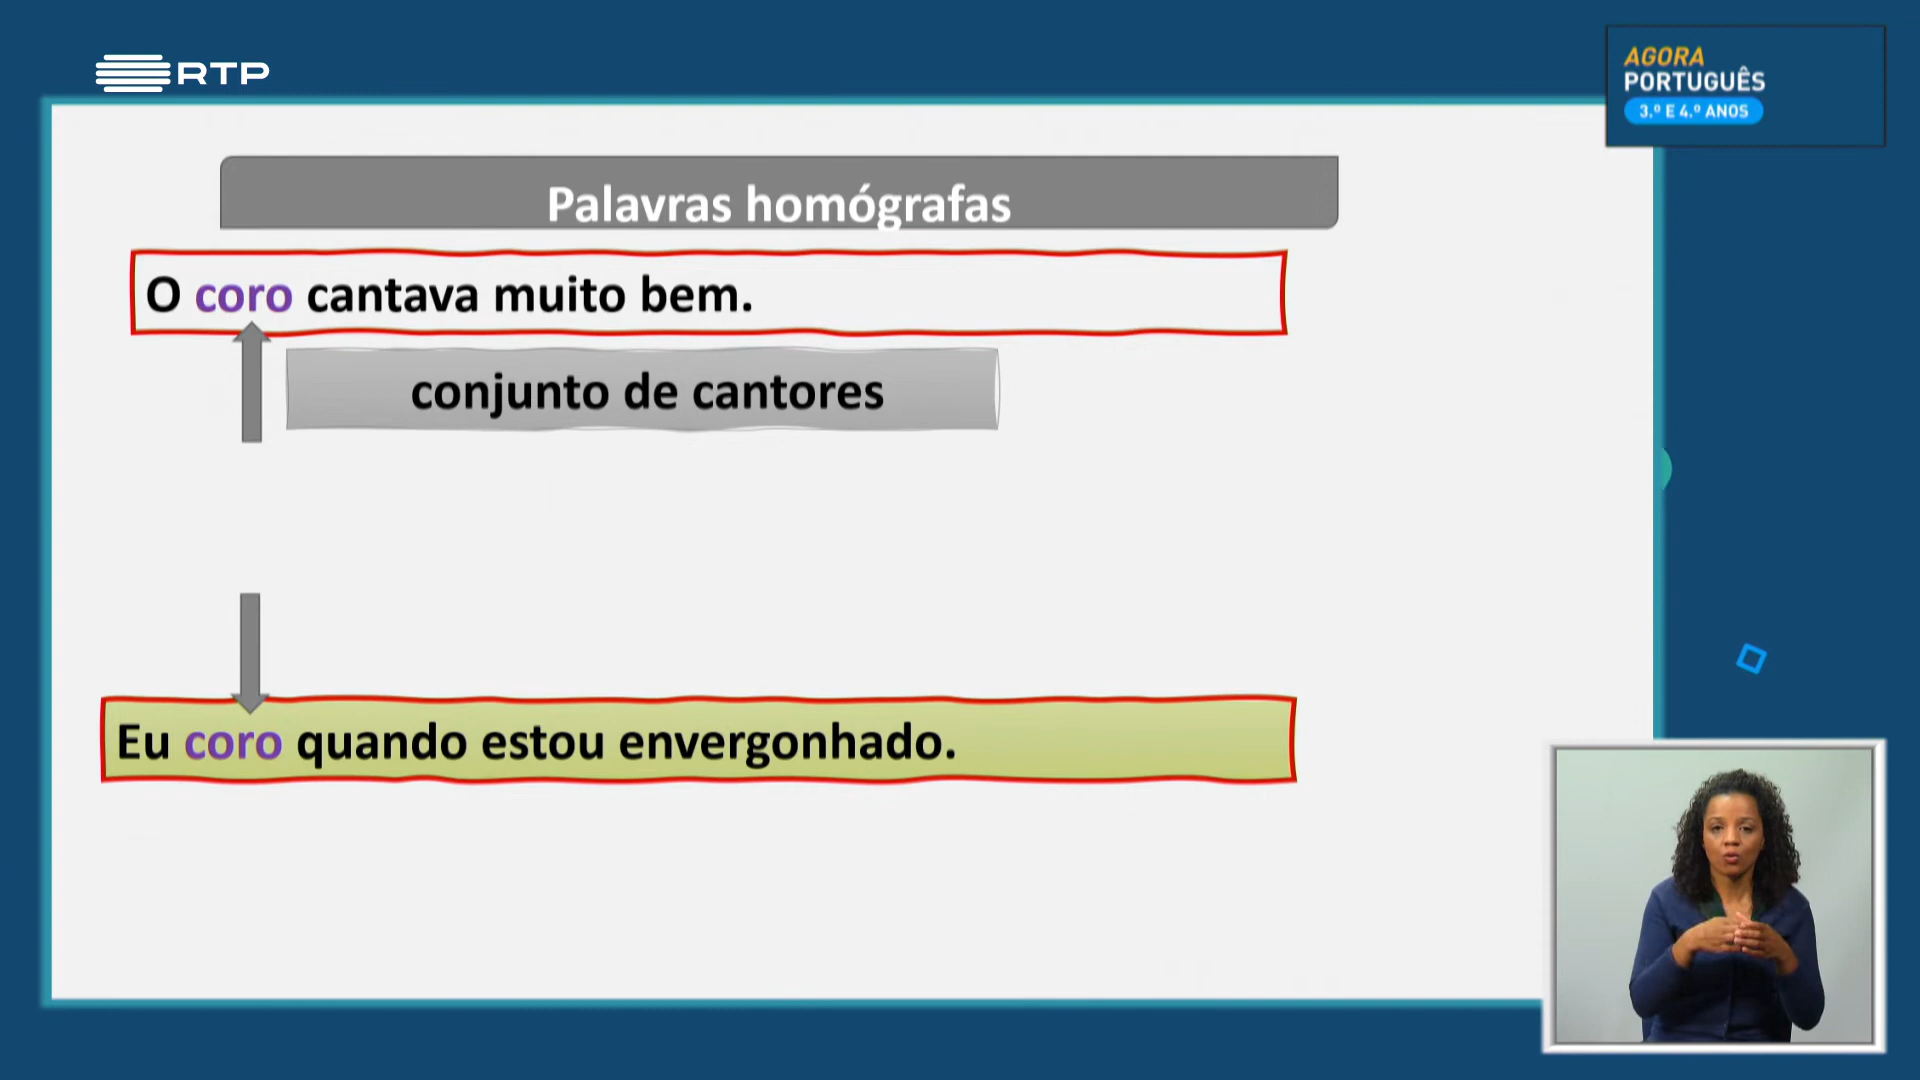 RTP
AGORA
PORTUGUÊS
3.º E 4.º ANOS
Palavras homógrafas
O coro cantava muito bem.
conjunto de cantores
Eu coro quando estou envergonhado.